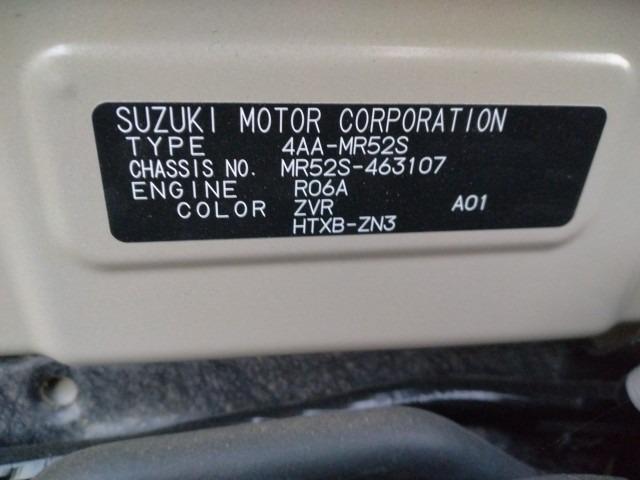 SUZUKI MOTOR CORPORATION
TYPE 4AA-MR52S
CHASSIS NO. MR52S-463107
ENGINE R06A
COLOR ZVR A01
HTXB-ZN3